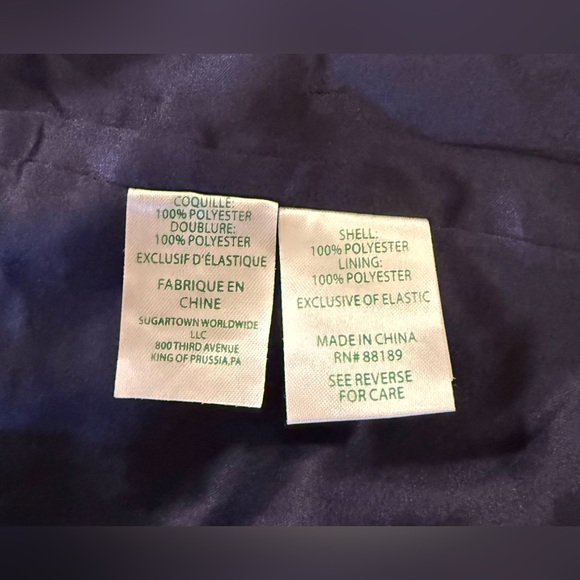 COQUILLE:
100% POLYESTER
DOUBLURE:
100% POLYESTER
EXCLUSIF D'ÉLASTIQUE
FABRIQUE EN
CHINE
SUGARTOWN WORLDWIDE
LLC
800 THIRD AVENUE
KING OF PRUSSIA,PA
SHELL:
100% POLYESTER
LINING:
100% POLYESTER
EXCLUSIVE OF ELASTIC
MADE IN CHINA
RN# 88189
SEE REVERSE
FOR CARE